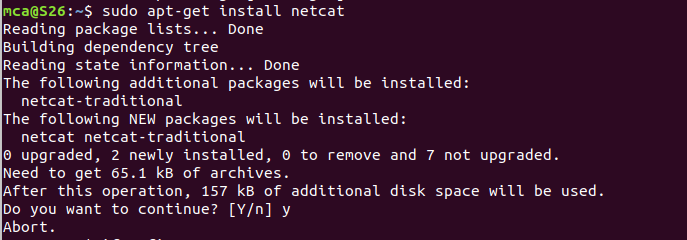 mca@S26:~$ sudo apt-get install netcat
Reading package lists... Done
Building dependency tree
Reading state information... Done
The following additional packages will be installed:
  netcat-traditional
The following NEW packages will be installed:
  netcat netcat-traditional
0 upgraded, 2 newly installed, 0 to remove and 7 not upgraded.
Need to get 65.1 kB of archives.
After this operation, 157 kB of additional disk space will be used.
Do you want to continue? [Y/n] y
Abort.